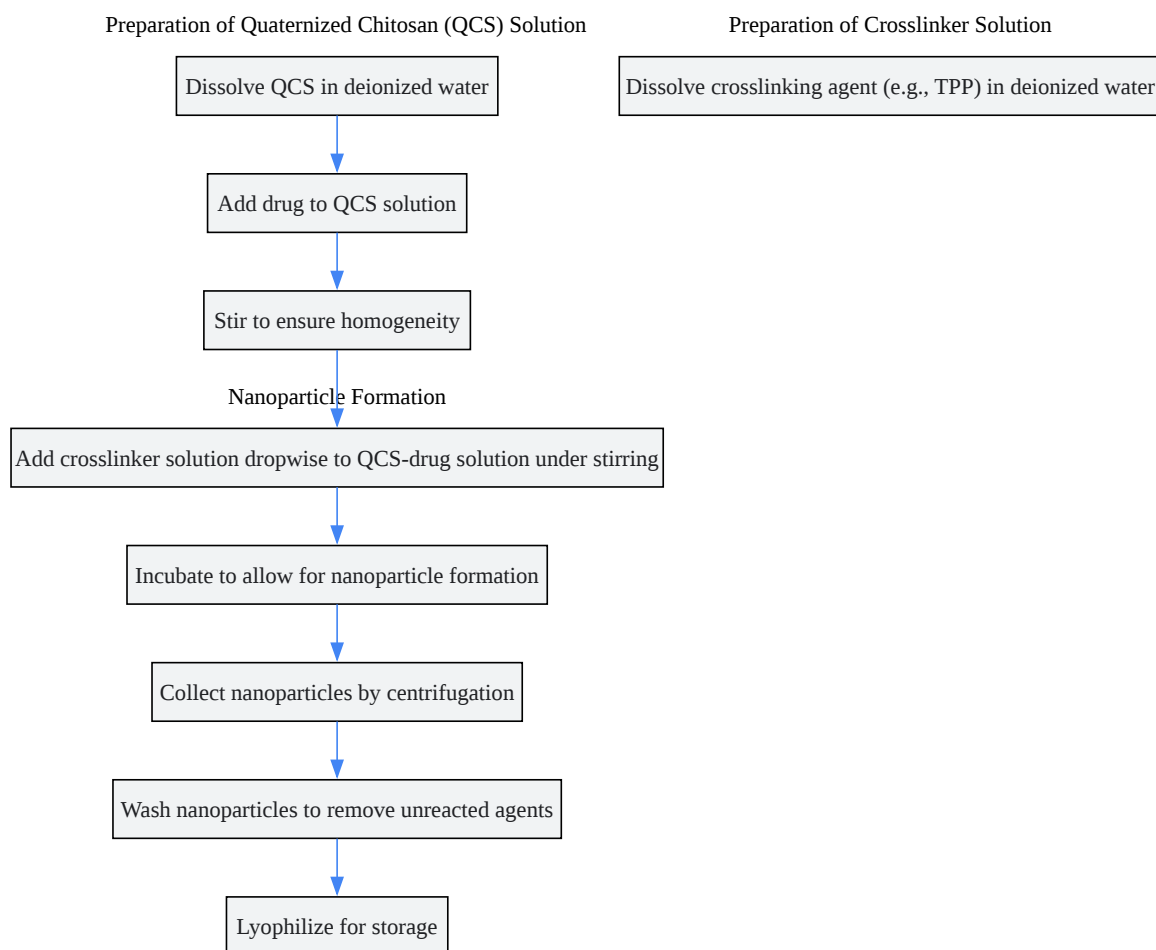 Preparation of Quaternized Chitosan (QCS) Solution
Preparation of Crosslinker Solution
Dissolve QCS in deionized water
Dissolve crosslinking agent (e.g., TPP) in deionized water
Add drug to QCS solution
Stir to ensure homogeneity
Nanoparticle Formation
Add crosslinker solution dropwise to QCS-drug solution under stirring
Incubate to allow for nanoparticle formation
Collect nanoparticles by centrifugation
Wash nanoparticles to remove unreacted agents
Lyophilize for storage